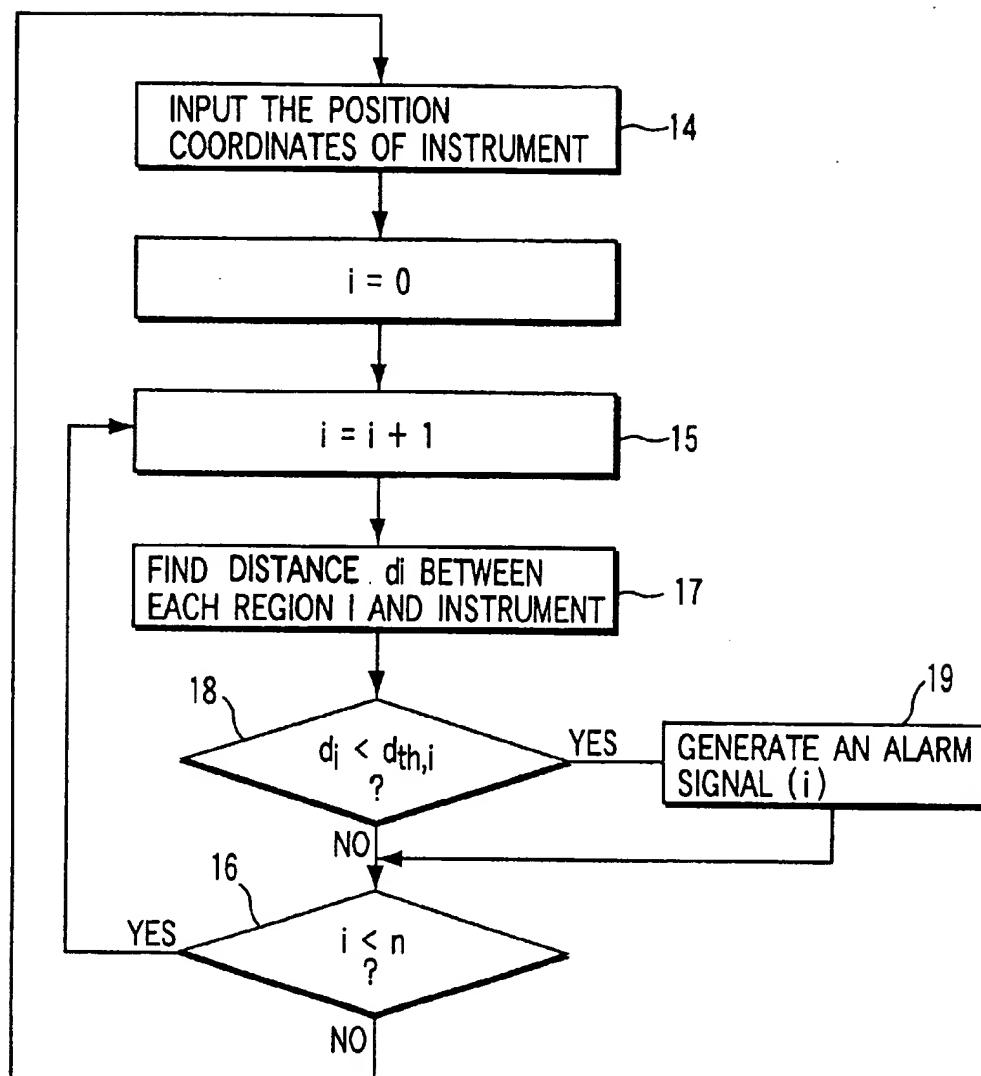 INPUT THE POSITION
COORDINATES OF INSTRUMENT
14
i = 0
i = i + 1
15
FIND DISTANCE di BETWEEN
EACH REGION I AND INSTRUMENT
17
18
di < dth,i
?
YES
19
GENERATE AN ALARM
SIGNAL (i)
NO
16
YES
i < n
?
NO